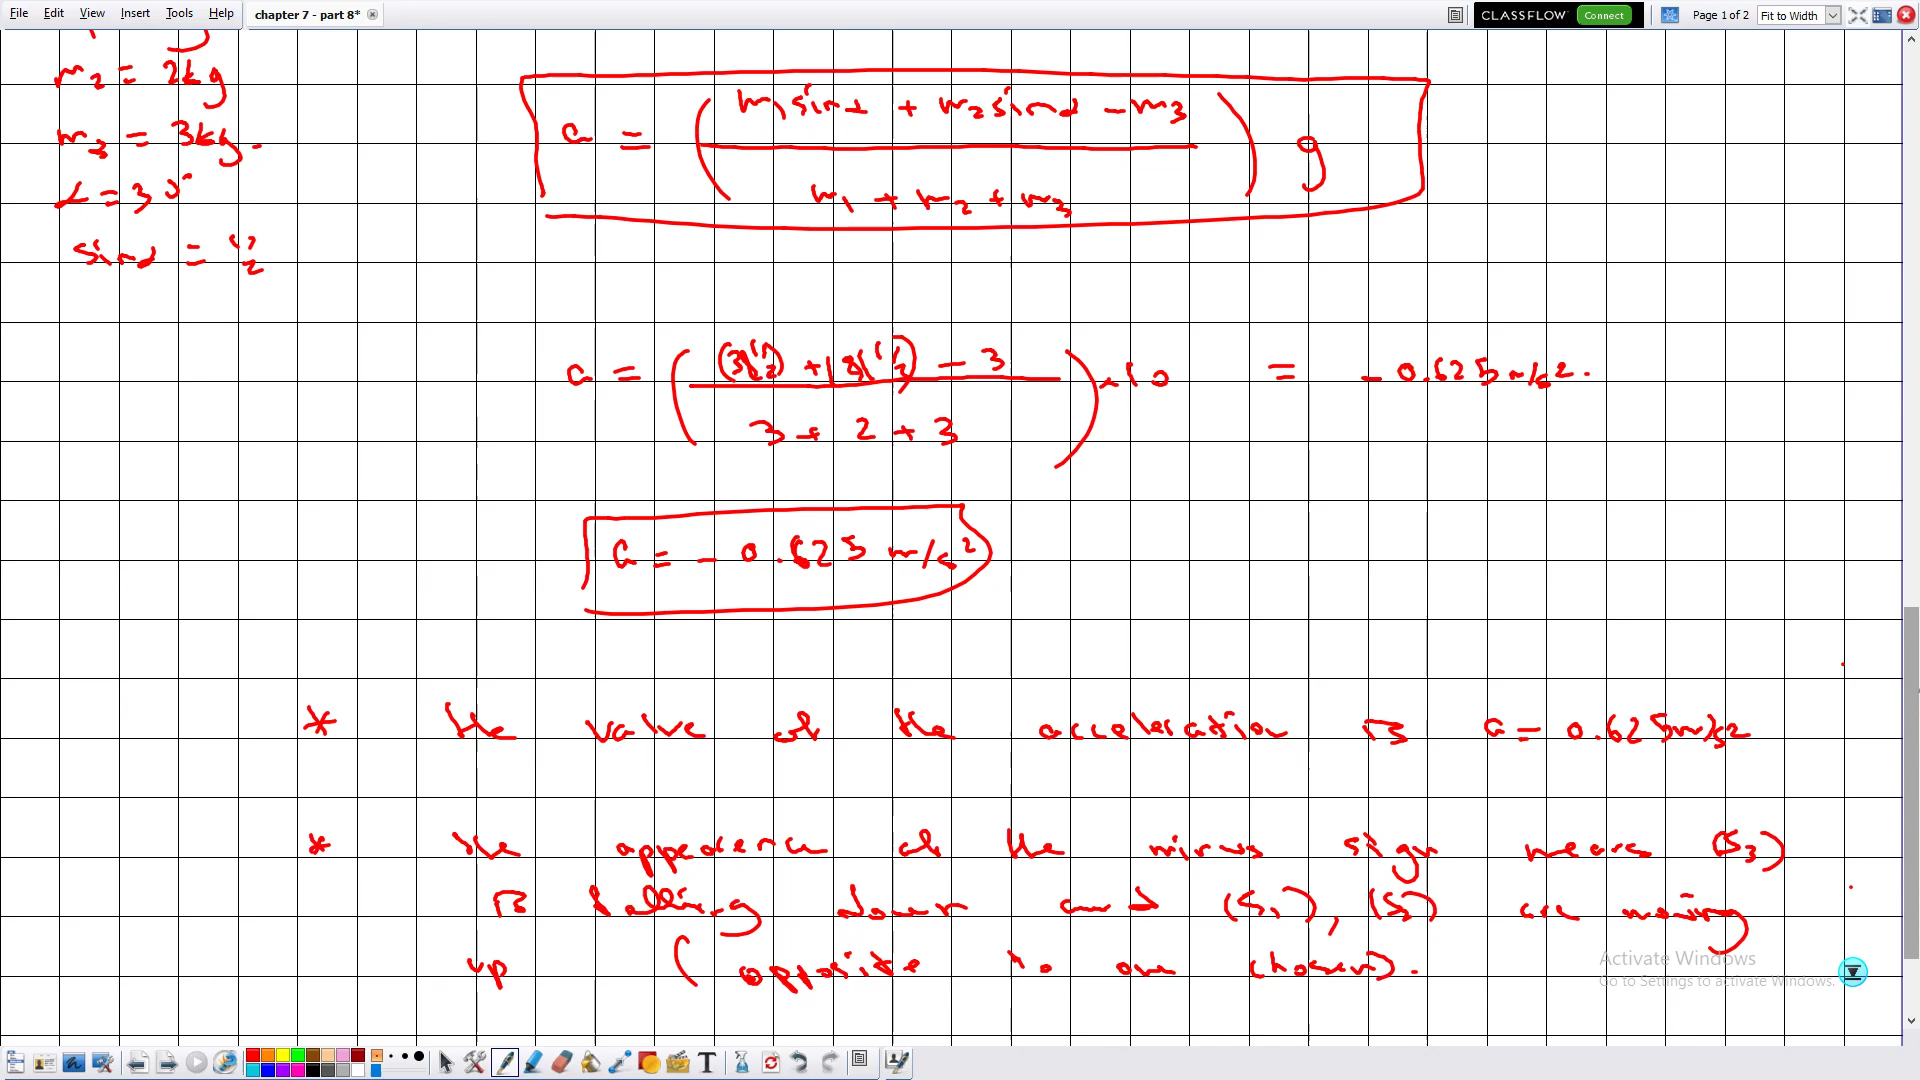 File Edit View Insert Tools Help chapter 7 - part 8* CLASSFLOW Connect Page 1 of 2 Fit to Width
m2 = 2kg
m3 = 3kg.
α = 30°
sinα = 1/2
a = ( m1 sinα + m2 sinα - m3 / m1 + m2 + m3 ) g
a = ( (3)(1/2) + (2)(1/2) - 3 / 3 + 2 + 3 ) . 10 = - 0.625 m/s2.
a = - 0.625 m/s2
* the value of the acceleration is a = 0.625 m/s2
* the of the minus sign means (S3)
is falling down and (S1), (S2) are moving
up ( opposite to our chosen).
Activate Windows
Go to Settings to activate Windows.
T